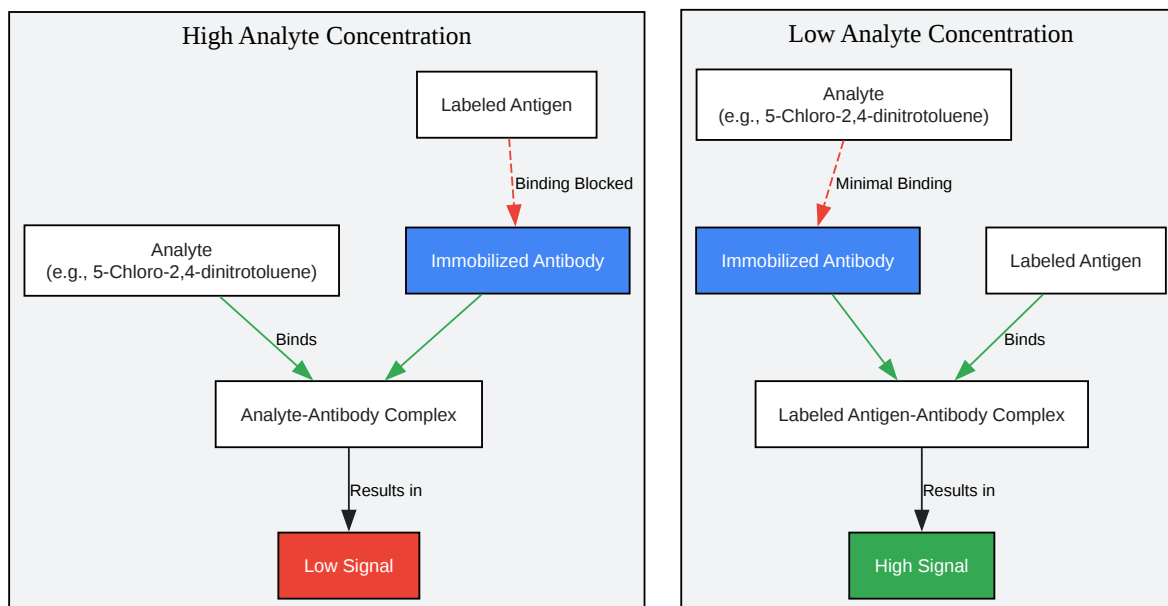 High Analyte Concentration
Labeled Antigen
Binding Blocked
Analyte
(e.g., 5-Chloro-2,4-dinitrotoluene)
Immobilized Antibody
Binds
Analyte-Antibody Complex
Results in
Low Signal
Low Analyte Concentration
Analyte
(e.g., 5-Chloro-2,4-dinitrotoluene)
Minimal Binding
Immobilized Antibody
Labeled Antigen
Binds
Labeled Antigen-Antibody Complex
Results in
High Signal